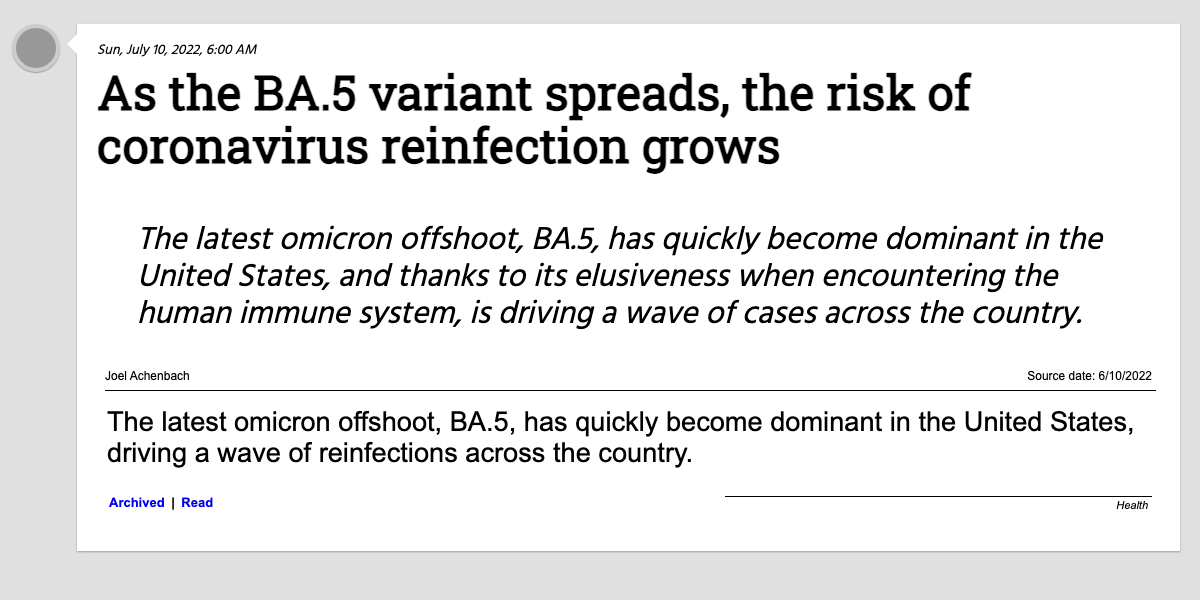 Sun, July 10, 2022, 6:00 AM
As the BA.5 variant spreads, the risk of
coronavirus reinfection grows
The latest omicron offshoot, BA.5, has quickly become dominant in the
United States, and thanks to its elusiveness when encountering the
human immune system, is driving a wave of cases across the country.
Joel Achenbach
Source date: 6/10/2022
The latest omicron offshoot, BA.5, has quickly become dominant in the United States,
driving a wave of reinfections across the country.
Archived | Read
Health